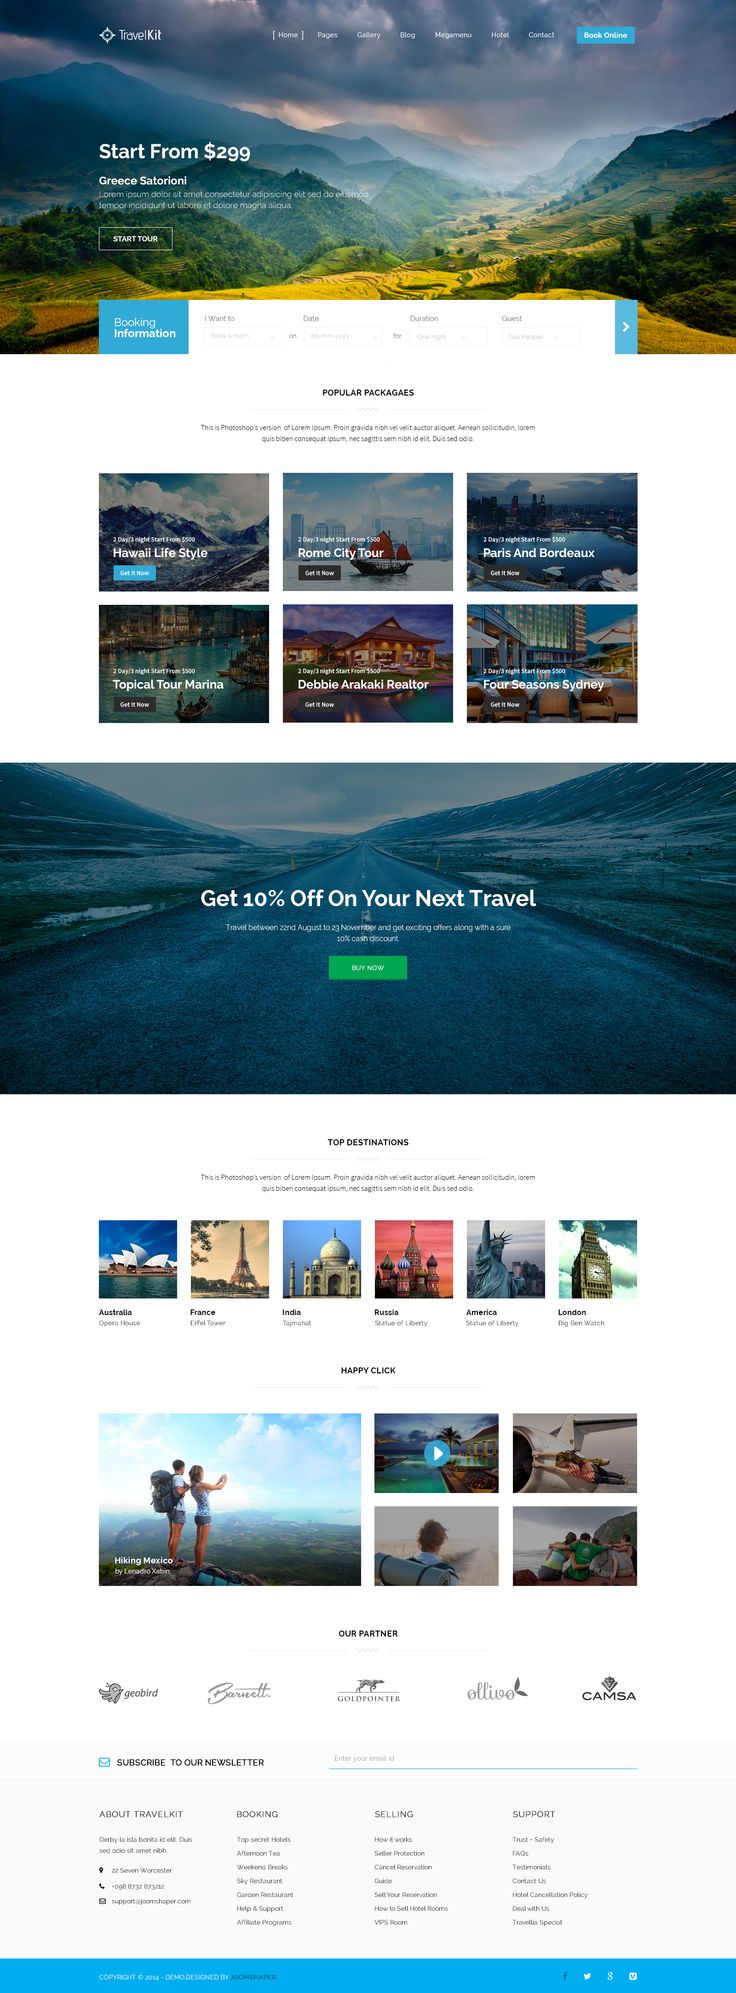 TravelKit
[ Home ] Pages Gallery Blog Megamenu Hotel Contact Book Online
Start From $299
Greece Satorioni
Lorem ipsum dolor sit amet consectetur adipisicing elit sed do eiusmod
tempor incididunt ut labore et dolore magna aliqua.
START TOUR
Booking
Information
I Want to
Book a room
on
Date
dd-mm-yyyy
for
Duration
One night
Guest
Two People
POPULAR PACKAGAES
This is Photoshop's version of Lorem Ipsum. Proin gravida nibh vel velit auctor aliquet. Aenean sollicitudin, lorem
quis biben consequat ipsum, nec sagittis sem nibh id elit. Duis sed odio.
2 Day/3 night Start From $500
Hawaii Life Style
Get It Now
2 Day/3 night Start From $500
Rome City Tour
Get It Now
2 Day/3 night Start From $500
Paris And Bordeaux
Get It Now
2 Day/3 night Start From $500
Topical Tour Marina
Get It Now
2 Day/3 night Start From $500
Debbie Arakaki Realtor
Get It Now
2 Day/3 night Start From $500
Four Seasons Sydney
Get It Now
Get 10% Off On Your Next Travel
Travel between 22nd August to 23 November and get exciting offers along with a sure
10% cash discount
BUY NOW
TOP DESTINATIONS
This is Photoshop's version of Lorem Ipsum. Proin gravida nibh vel velit auctor aliquet. Aenean sollicitudin, lorem
quis biben consequat ipsum, nec sagittis sem nibh id elit. Duis sed odio.
Australia
Opera House
France
Eiffel Tower
India
Tajmahal
Russia
Statue of Liberty
America
Statue of Liberty
London
Big Ben Watch
HAPPY CLICK
Hiking Mexico
by Lenadro Xabin
OUR PARTNER
geobird
Barnett.
GOLDPOINTER
ollivo
CAMSA
SUBSCRIBE TO OUR NEWSLETTER
Enter your email id
ABOUT TRAVELKIT
Derby la isla bonita id elit. Duis
sed odio sit amet nibh.
22 Seven Worcester
+098 8732 873212
support@joomshaper.com
BOOKING
Top secret Hotels
Afternoon Tea
Weekend Breaks
Sky Restaurant
Garden Restaurant
Help & Support
Affiliate Programs
SELLING
How it works
Seller Protection
Cancel Reservation
Guide
Sell Your Reservation
How to Sell Hotel Rooms
VIPS Room
SUPPORT
Trust + Safety
FAQs
Testimonials
Contact Us
Hotel Cancellation Policy
Deal with Us
Travellia Special
COPYRIGHT © 2014 - DEMO.DESIGNED BY JOOMSHAPER